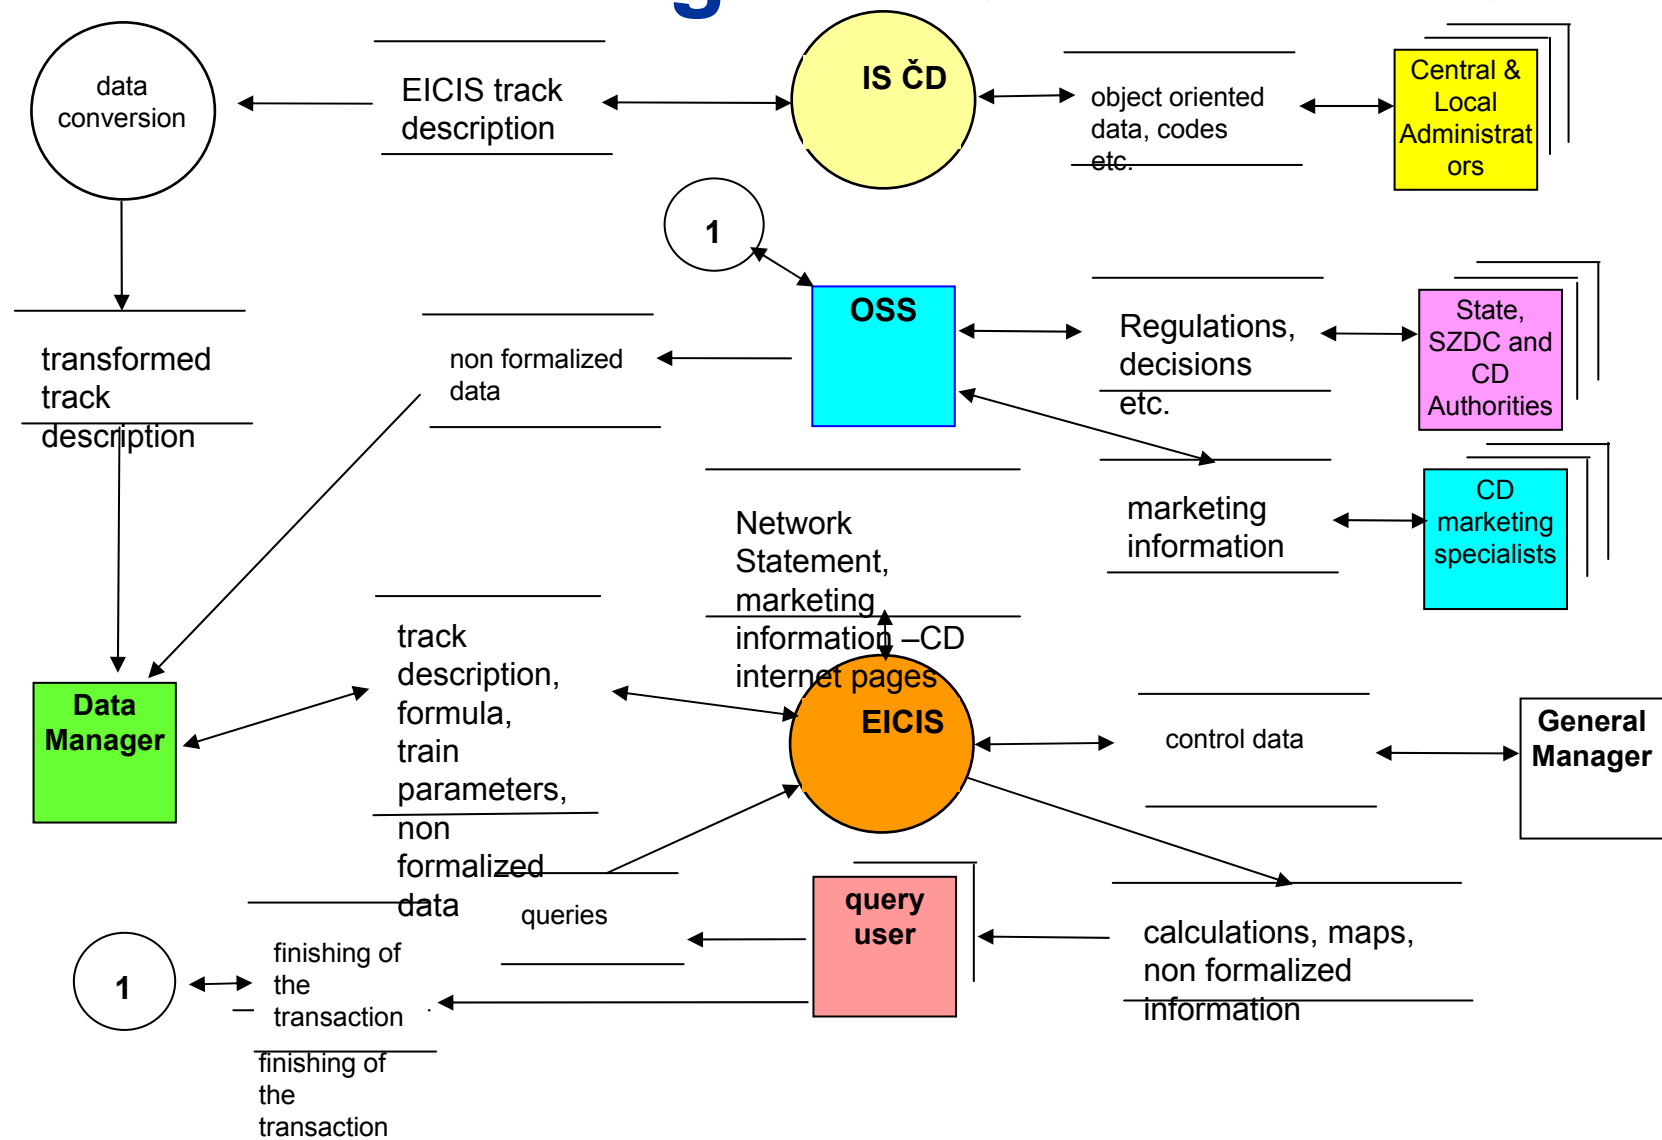 data
conversion
EICIS track
description
IS ČD
object oriented
data, codes
etc.
Central &
Local
Administrat
ors
1
transformed
track
description
non formalized
data
OSS
Regulations,
decisions
etc.
State,
SZDC and
CD
Authorities
Network
Statement,
marketing
information –CD
internet pages
marketing
information
CD
marketing
specialists
Data
Manager
track
description,
formula,
train
parameters,
non
formalized
data
EICIS
control data
General
Manager
queries
query
user
calculations, maps,
non formalized
information
1
finishing of
the
transaction
finishing of
the
transaction